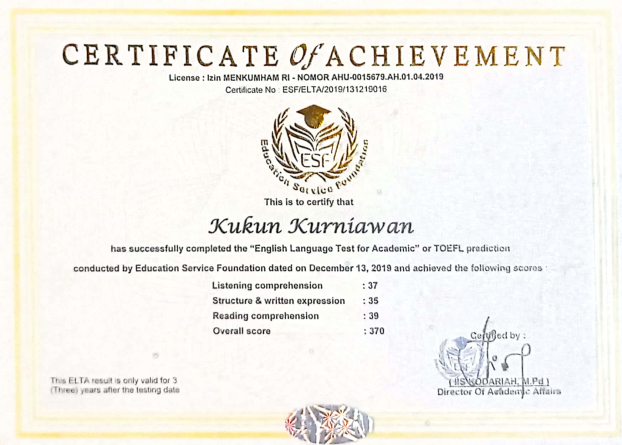 CERTIFICATE Of ACHIEVEMENT
License : Izin MENKUMHAM RI - NOMOR AHU-0015679.AH.01.04.2019
Certificate No : ESF/ELTA/2019/131219016
ESF
Education Service Foundation
This is to certify that
Kukun Kurniawan
has successfully completed the "English Language Test for Academic" or TOEFL prediction
conducted by Education Service Foundation dated on December 13, 2019 and achieved the following scores :
Listening comprehension : 37
Structure & written expression : 35
Reading comprehension : 39
Overall score : 370
Certified by :
ESF
This ELTA result is only valid for 3
(Three) years after the testing date
( IIS KODARIAH, M.Pd )
Director Of Academic Affairs